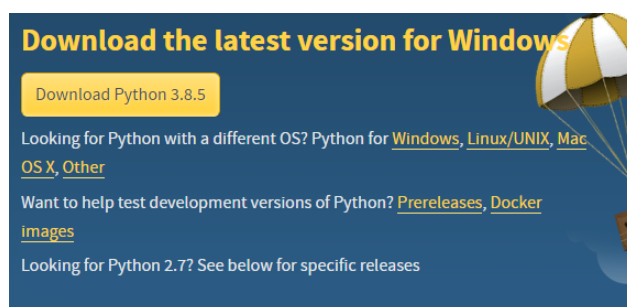 Download the latest version for Windows
Download Python 3.8.5
Looking for Python with a different OS? Python for Windows, Linux/UNIX, Mac
OS X, Other
Want to help test development versions of Python? Prereleases, Docker
images
Looking for Python 2.7? See below for specific releases